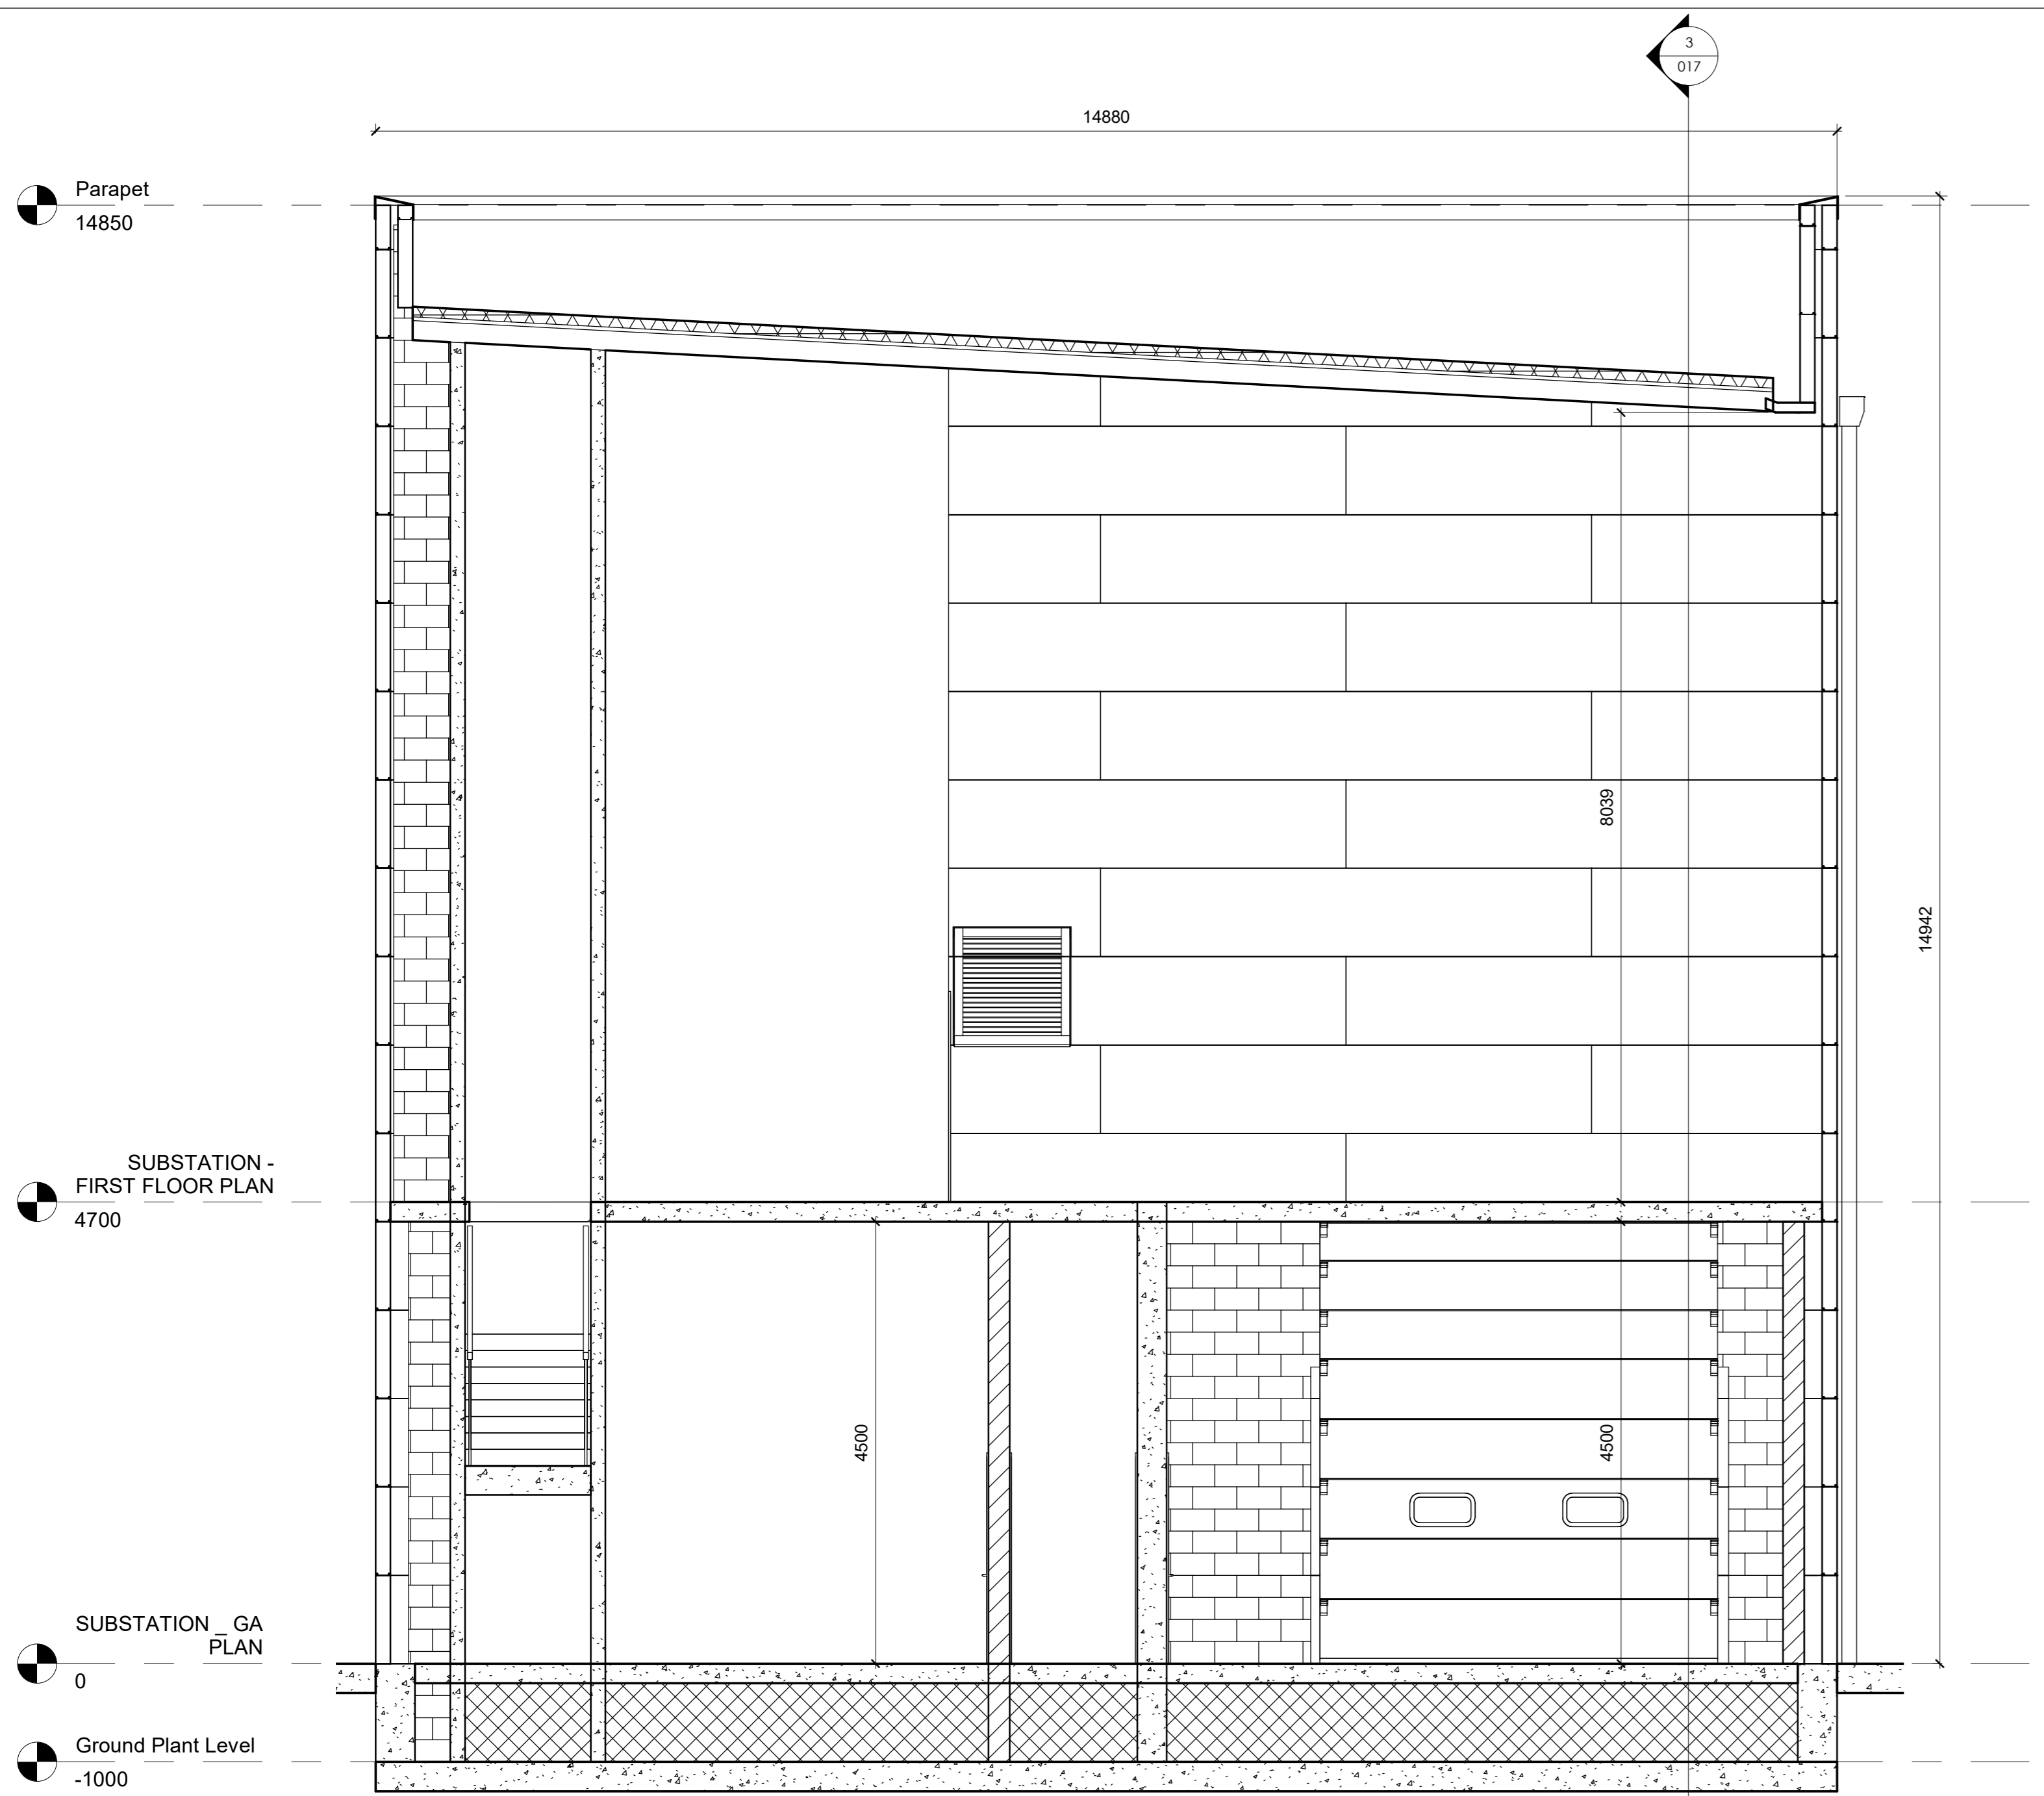 3
017
14880
Parapet
14850
8039
14942
SUBSTATION -
FIRST FLOOR PLAN
4700
4500
4500
SUBSTATION _ GA
PLAN
0
Ground Plant Level
-1000